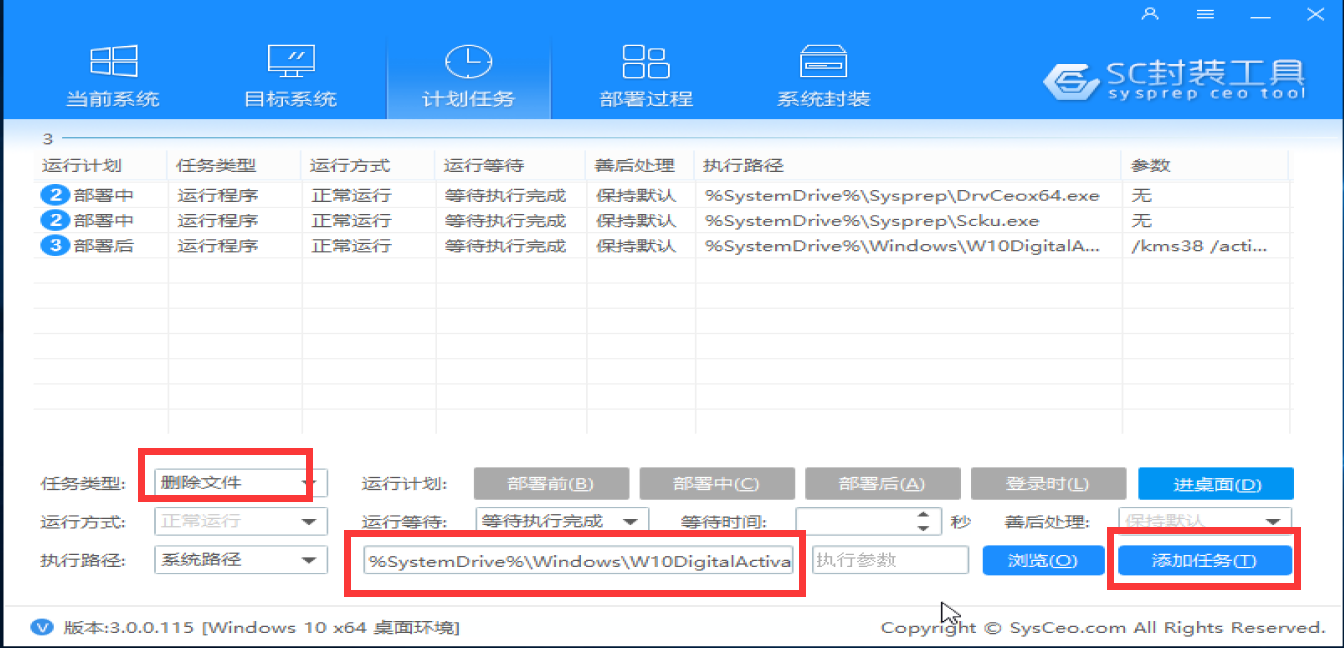 SC封装工具
sysprep ceo tool
当前系统 目标系统 计划任务 部署过程 系统封装
3
运行计划 任务类型 运行方式 运行等待 善后处理 执行路径 参数
2 部署中 运行程序 正常运行 等待执行完成 保持默认 %SystemDrive%\Sysprep\DrvCeox64.exe 无
2 部署中 运行程序 正常运行 等待执行完成 保持默认 %SystemDrive%\Sysprep\Scku.exe 无
3 部署后 运行程序 正常运行 等待执行完成 保持默认 %SystemDrive%\Windows\W10DigitalA... /kms38 /acti...
任务类型: 删除文件 运行计划: 部署前(B) 部署中(C) 部署后(A) 登录时(L) 进桌面(D)
运行方式: 正常运行 运行等待: 等待执行完成 等待时间: 秒 善后处理: 保持默认
执行路径: 系统路径 %SystemDrive%\Windows\W10DigitalActiva 执行参数 浏览(O) 添加任务(T)
V 版本:3.0.0.115 [Windows 10 x64 桌面环境] Copyright © SysCeo.com All Rights Reserved.